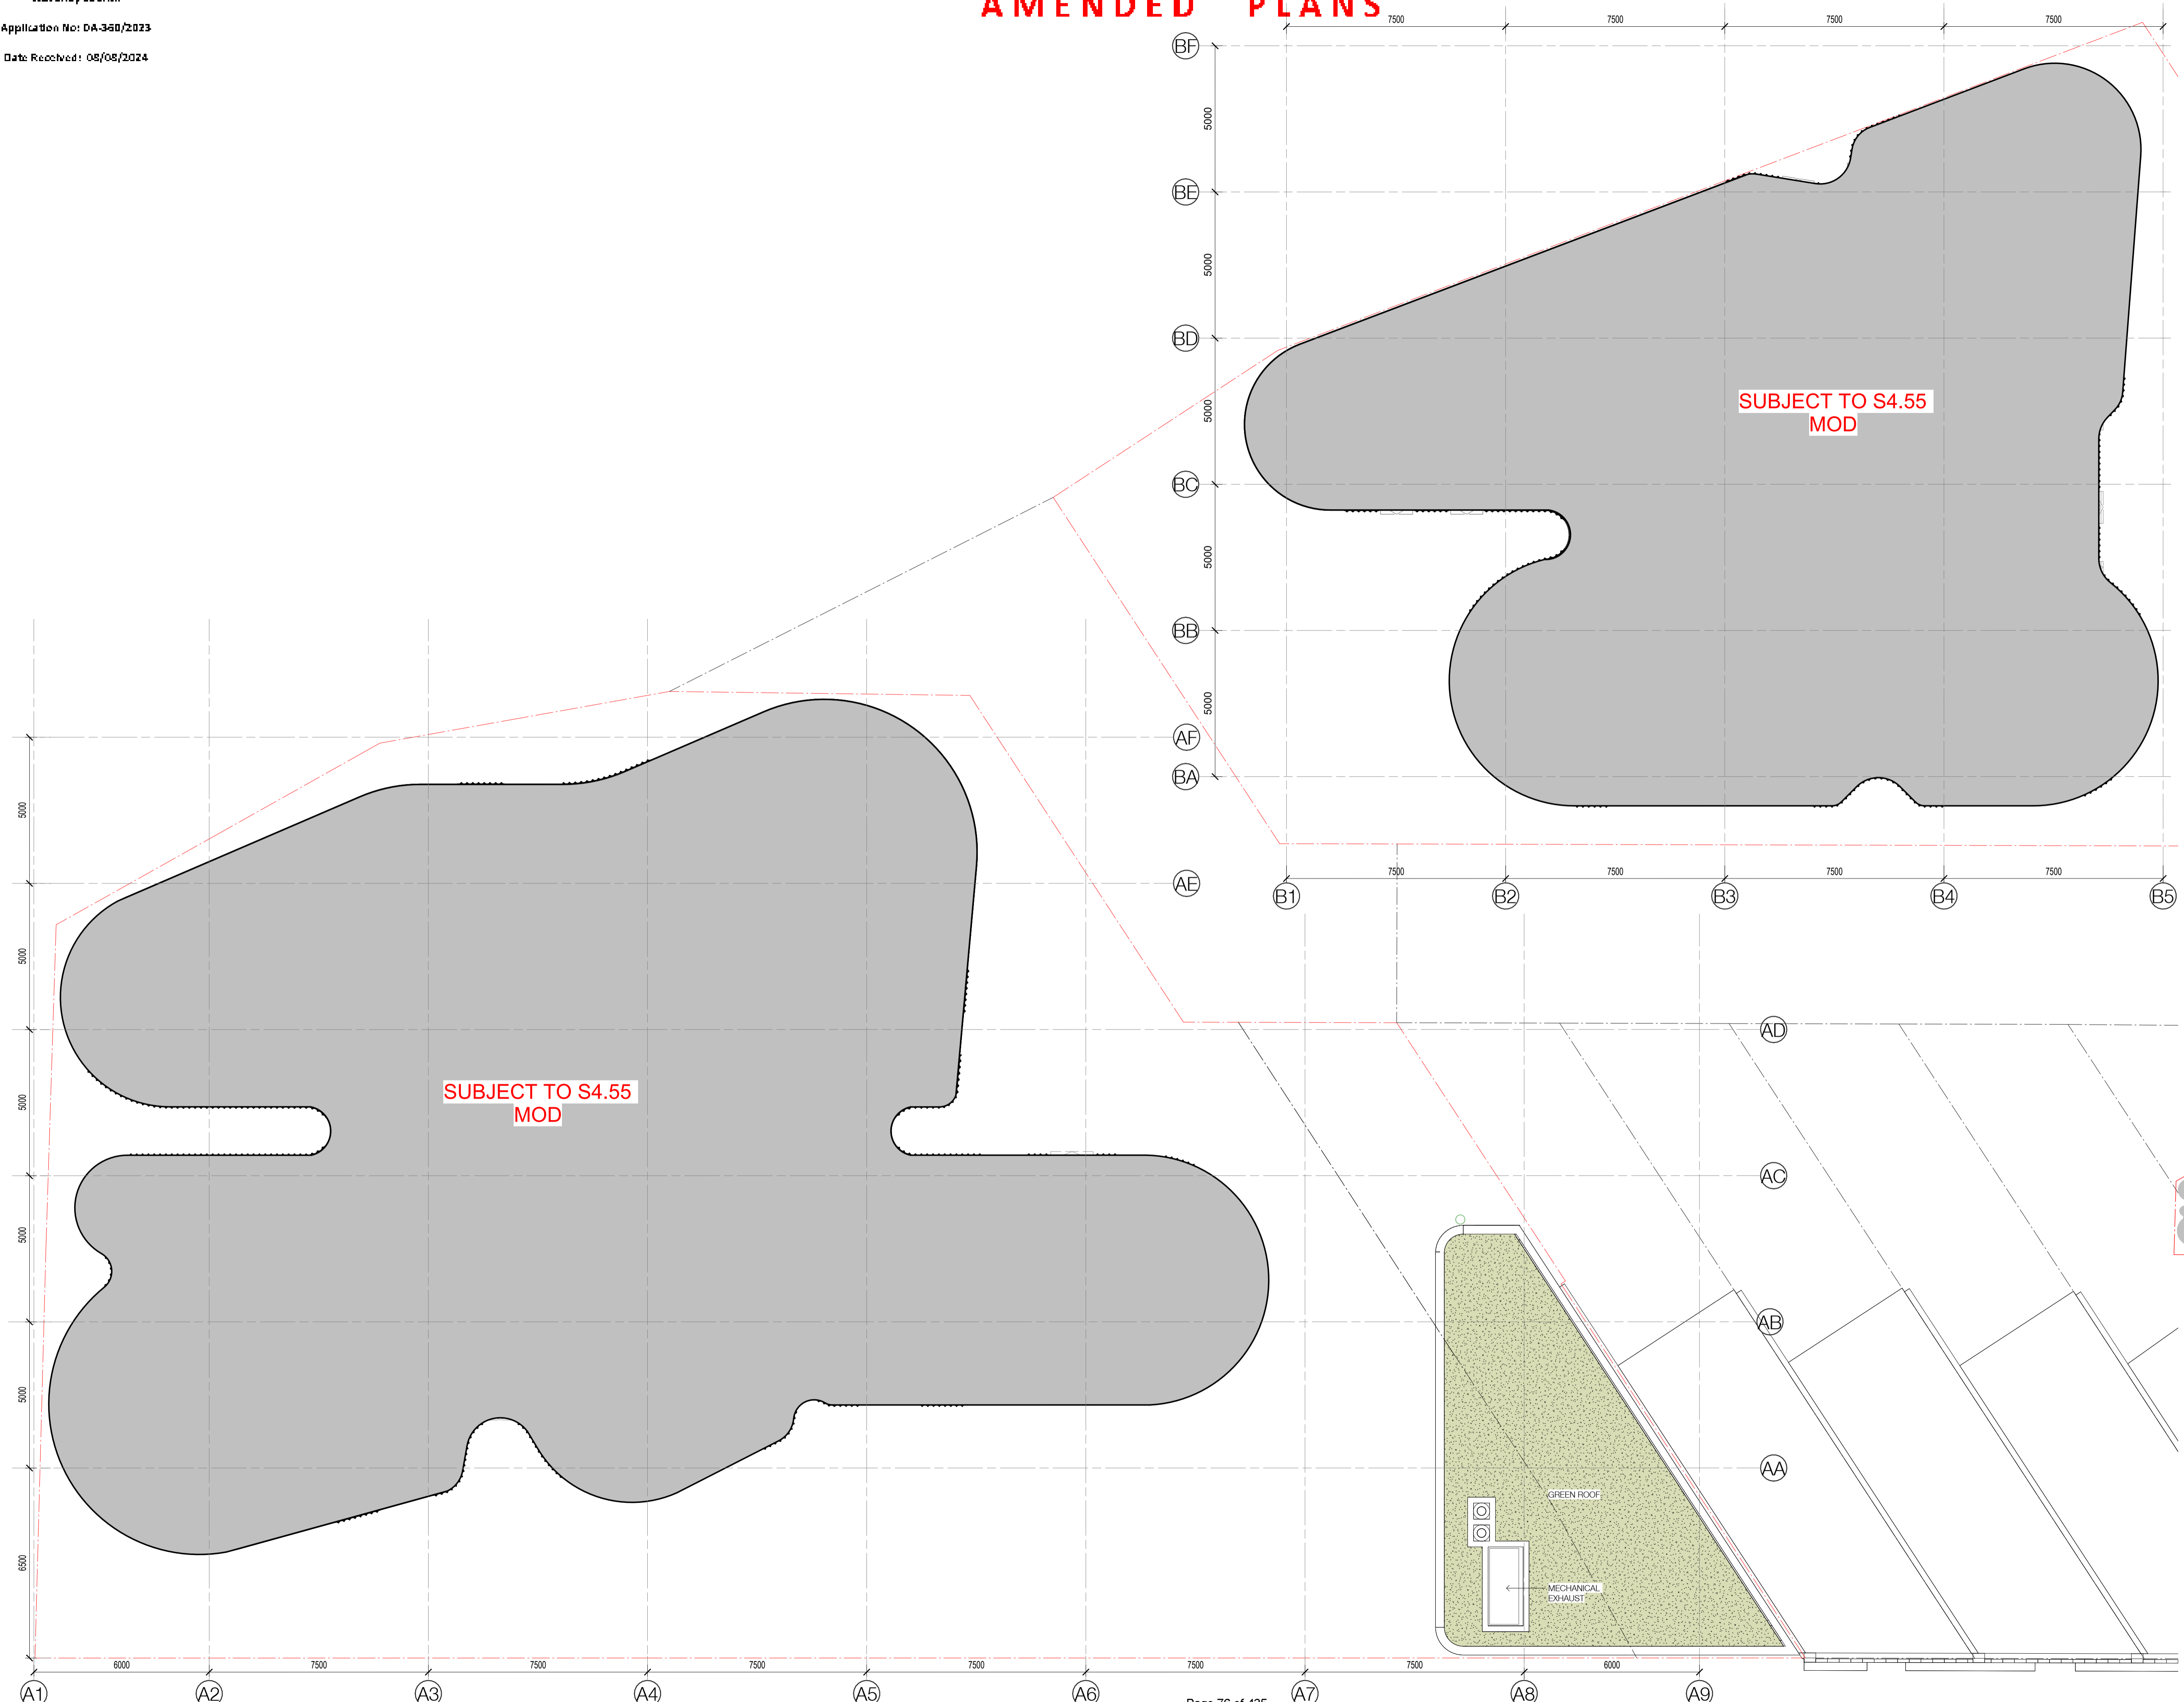 AMENDED PLANS
Application No: DA-360/2023
Date Received: 08/08/2024
7500
7500
7500
7500
BF
5000
BE
5000
BD
5000
BC
5000
BB
5000
BA
SUBJECT TO S4.55
MOD
7500
7500
7500
7500
B1
B2
B3
B4
B5
AF
AE
AD
AC
AB
AA
5000
5000
5000
5000
5000
6500
SUBJECT TO S4.55
MOD
GREEN ROOF
MECHANICAL
EXHAUST
6000
7500
7500
7500
7500
7500
7500
6000
A1
A2
A3
A4
A5
A6
A7
A8
A9
Page 76 of 435